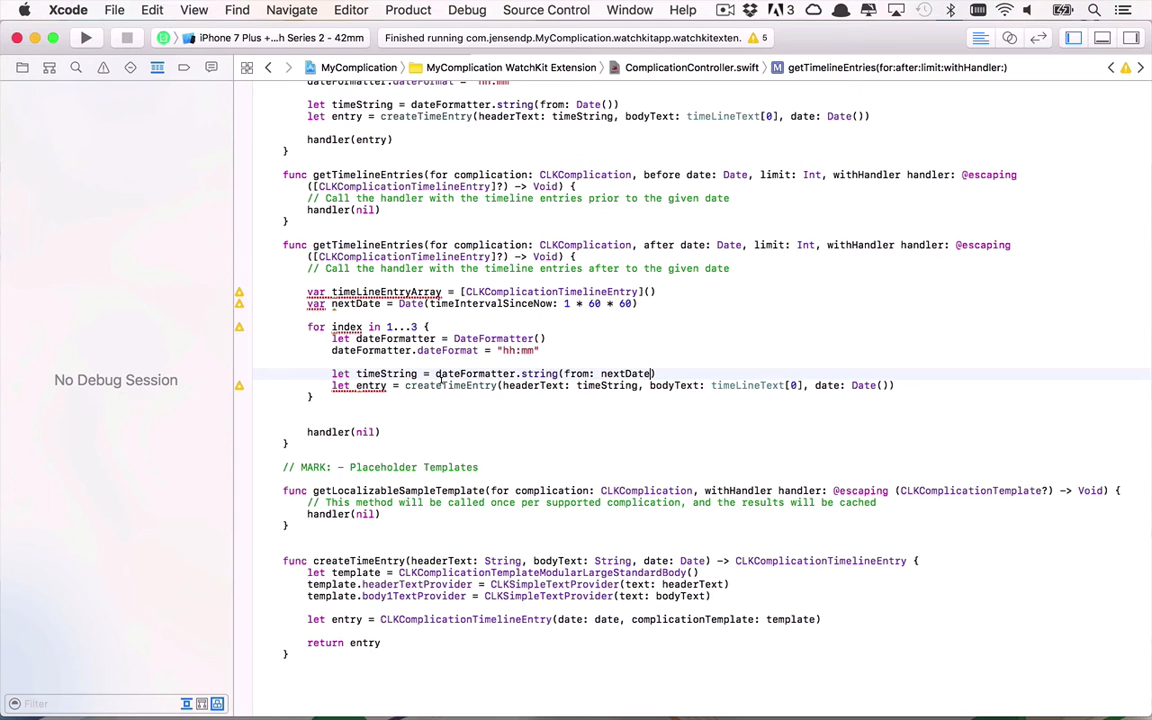 Xcode File Edit View Find Navigate Editor Product Debug Source Control Window Help 3
iPhone 7 Plus +...h Series 2 - 42mm Finished running com.jensendp.MyComplication.watchkitapp.watchkitexten. 5
MyComplication MyComplication WatchKit Extension ComplicationController.swift M getTimelineEntries(for:after:limit:withHandler:)
dateFormatter.dateFormat = "hh:mm"
let timeString = dateFormatter.string(from: Date())
let entry = createTimeEntry(headerText: timeString, bodyText: timeLineText[0], date: Date())
handler(entry)
}
func getTimelineEntries(for complication: CLKComplication, before date: Date, limit: Int, withHandler handler: @escaping
([CLKComplicationTimelineEntry]?) -> Void) {
// Call the handler with the timeline entries prior to the given date
handler(nil)
}
func getTimelineEntries(for complication: CLKComplication, after date: Date, limit: Int, withHandler handler: @escaping
([CLKComplicationTimelineEntry]?) -> Void) {
// Call the handler with the timeline entries after to the given date
var timeLineEntryArray = [CLKComplicationTimelineEntry]()
var nextDate = Date(timeIntervalSinceNow: 1 * 60 * 60)
for index in 1...3 {
let dateFormatter = DateFormatter()
dateFormatter.dateFormat = "hh:mm"
let timeString = dateFormatter.string(from: nextDate)
let entry = createTimeEntry(headerText: timeString, bodyText: timeLineText[0], date: Date())
}
handler(nil)
}
// MARK: - Placeholder Templates
func getLocalizableSampleTemplate(for complication: CLKComplication, withHandler handler: @escaping (CLKComplicationTemplate?) -> Void) {
// This method will be called once per supported complication, and the results will be cached
handler(nil)
}
func createTimeEntry(headerText: String, bodyText: String, date: Date) -> CLKComplicationTimelineEntry {
let template = CLKComplicationTemplateModularLargeStandardBody()
template.headerTextProvider = CLKSimpleTextProvider(text: headerText)
template.body1TextProvider = CLKSimpleTextProvider(text: bodyText)
let entry = CLKComplicationTimelineEntry(date: date, complicationTemplate: template)
return entry
}
No Debug Session
Filter